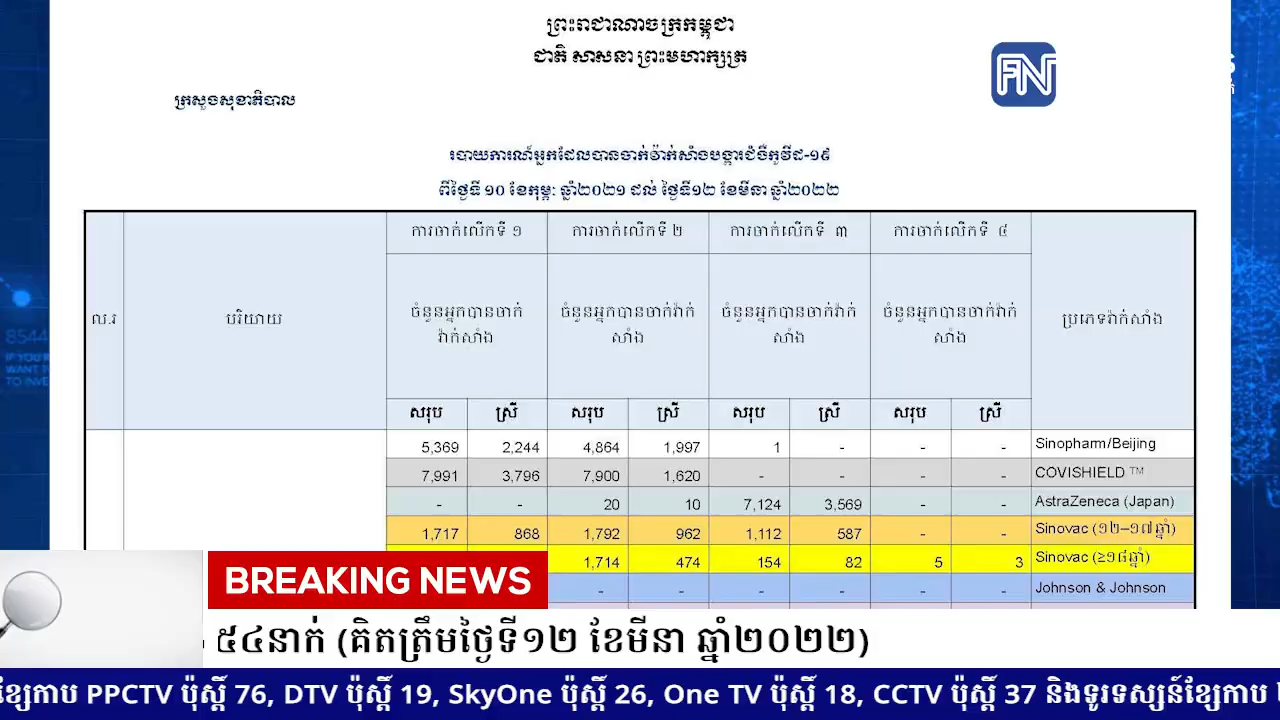 ព្រះរាជាណាចក្រកម្ពុជា
ជាតិ សាសនា ព្រះមហាក្សត្រ
FN
ក្រសួងសុខាភិបាល
របាយការណ៍អ្នកដែលបានចាក់វ៉ាក់សាំងបង្ការជំងឺកូវីដ-១៩
ពីថ្ងៃទី ១០ ខែកុម្ភៈ ឆ្នាំ២០២១ ដល់ ថ្ងៃទី១២ ខែមីនា ឆ្នាំ២០២២
ល.រ បរិយាយ ការចាក់លើកទី ១ ការចាក់លើកទី ២ ការចាក់លើកទី ៣ ការចាក់លើកទី ៤ ប្រភេទវ៉ាក់សាំង
ចំនួនអ្នកបានចាក់ ចំនួនអ្នកបានចាក់វ៉ាក់ ចំនួនអ្នកបានចាក់វ៉ាក់ ចំនួនអ្នកបានចាក់វ៉ាក់
វ៉ាក់សាំង សាំង សាំង សាំង
សរុប ស្រី សរុប ស្រី សរុប ស្រី សរុប ស្រី
5,369 2,244 4,864 1,997 1 - - - Sinopharm/Beijing
7,991 3,796 7,900 1,620 - - - - COVISHIELD ™
- - 20 10 7,124 3,569 - - AstraZeneca (Japan)
1,717 868 1,792 962 1,112 587 - - Sinovac (១២–១៧ឆ្នាំ)
1,714 474 154 82 5 3 Sinovac (≥១៨ឆ្នាំ)
- - - - - - Johnson & Johnson
BREAKING NEWS
៥៤នាក់ (គិតត្រឹមថ្ងៃទី១២ ខែមីនា ឆ្នាំ២០២២)
ខ្សែកាប PPCTV ប៉ុស្តិ៍ 76, DTV ប៉ុស្តិ៍ 19, SkyOne ប៉ុស្តិ៍ 26, One TV ប៉ុស្តិ៍ 18, CCTV ប៉ុស្តិ៍ 37 និងទូរទស្សន៍ខ្សែកាប